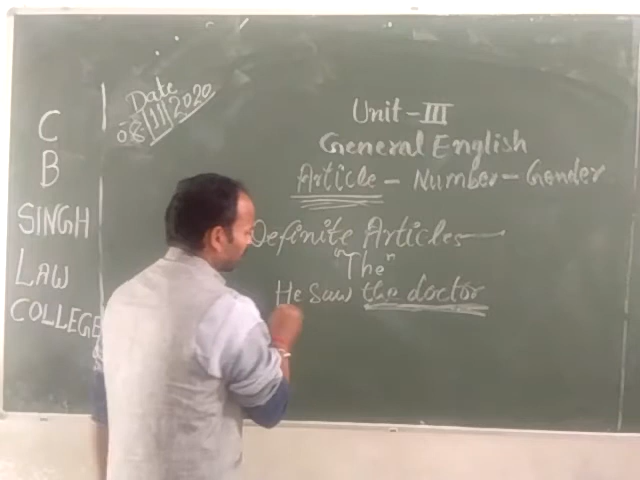 C
B
SINGH
LAW
COLLEGE
Date
08/11/2020
Unit - III
General English
Article - Number - Gender
Definite Articles
"The"
He saw the doctor